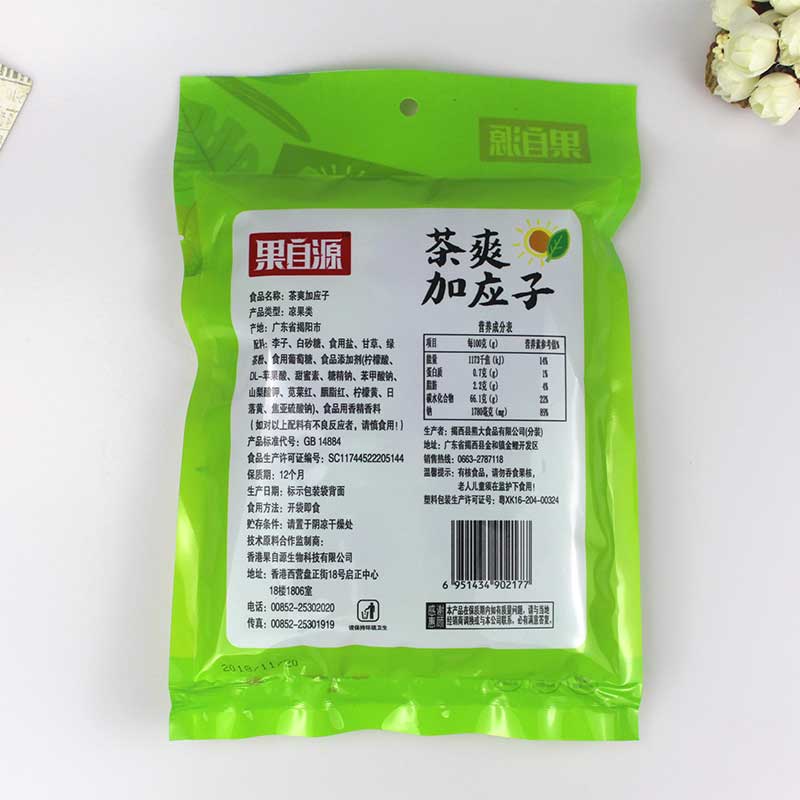 果自源
果自源
茶爽
加应子
食品名称：茶爽加应子
产品类型：凉果类
产地：广东省揭阳市
配料：李子、白砂糖、食用盐、甘草、绿
茶粉、食用葡萄糖、食品添加剂(柠檬酸、
DL-苹果酸、甜蜜素、糖精钠、苯甲酸钠、
山梨酸钾、苋菜红、胭脂红、柠檬黄、日
落黄、焦亚硫酸钠)、食品用香精香料
(如对以上配料有不良反应者，请慎食用！)
产品标准代号：GB 14884
食品生产许可证编号：SC11744522205144
保质期：12个月
生产日期：标示包装袋背面
食用方法：开袋即食
贮存条件：请置于阴凉干燥处
技术原料合作监制商：
香港果自源生物科技有限公司
地址：香港西营盘正街18号启正中心
18楼1806室
电话：00852-25302020
传真：00852-25301919
请保持环境卫生
营养成分表
项目 每100克(g) 营养素参考值%
能量 1173千焦(kJ) 14%
蛋白质 0.7克(g) 1%
脂肪 2.2克(g) 4%
碳水化合物 66.1克(g) 22%
钠 1780毫克(mg) 89%
生产者：揭西县熊大食品有限公司(分装)
地址：广东省揭西县金和镇金鲤开发区
销售热线：0663-2787118
温馨提示：有核食品，请勿吞食果核，
老人儿童须在监护下食用！
塑料包装生产许可证号：粤XK16-204-00324
6 951434 902177
感谢惠顾
本产品在保质期内如有质量问题，请与当地
经销商调换或与本公司联系，必有满意答复。
2018/11/20